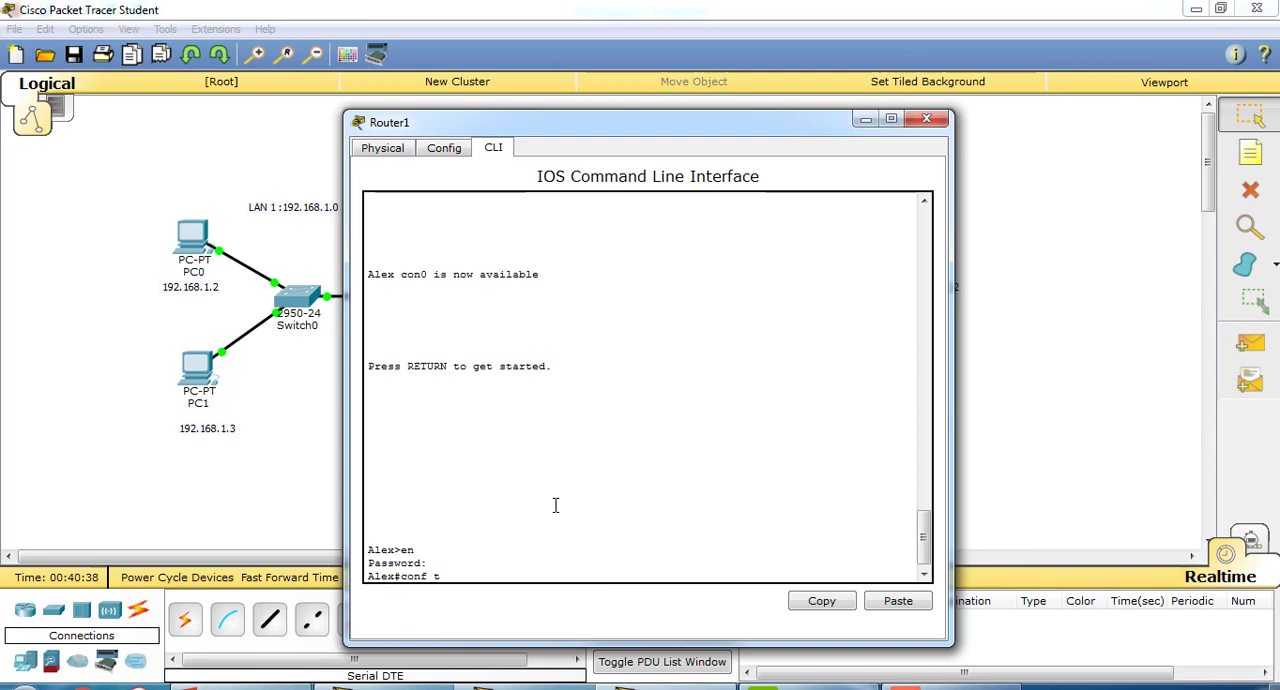 Cisco Packet Tracer Student
File Edit Options View Tools Extensions Help
Logical [Root] New Cluster Move Object Set Tiled Background Viewport
Router1
Physical Config CLI
IOS Command Line Interface
LAN 1 :192.168.1.0
PC-PT
PC0
192.168.1.2
2950-24
Switch0
PC-PT
PC1
192.168.1.3
Alex con0 is now available
Press RETURN to get started.
Alex>en
Password:
Alex#conf t
Copy Paste
Time: 00:40:38 Power Cycle Devices Fast Forward Time
Realtime
Connections
Serial DTE
Toggle PDU List Window
ination Type Color Time(sec) Periodic Num